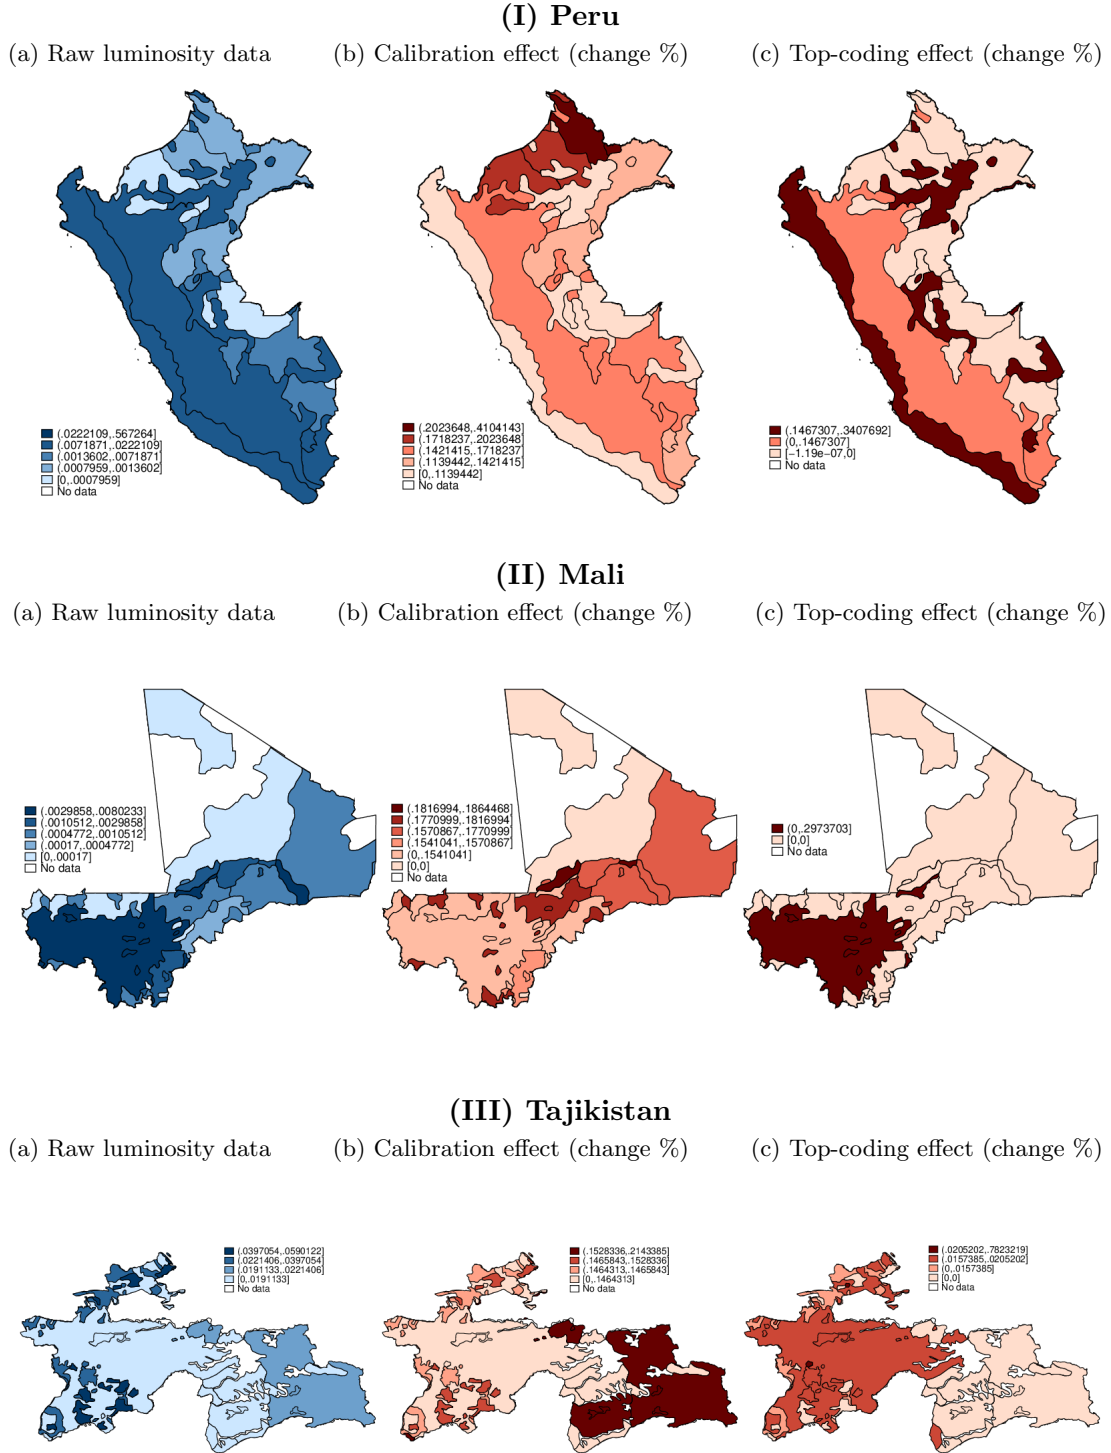 (I) Peru
(a) Raw luminosity data
(b) Calibration effect (change %)
(c) Top-coding effect (change %)
(.0222109,.567264]
(.0071871,.0222109]
(.0013602,.0071871]
(.0007959,.0013602]
[0,.0007959]
No data
(.2023648,.4104143]
(.1718237,.2023648]
(.1421415,.1718237]
(.1139442,.1421415]
[0,.1139442]
No data
(.1467307,.3407692]
(0,.1467307]
[−1.19e−07,0]
No data
(II) Mali
(a) Raw luminosity data
(b) Calibration effect (change %)
(c) Top-coding effect (change %)
(.0029858,.0080233]
(.0010512,.0029858]
(.0004772,.0010512]
(.00017,.0004772]
[0,.00017]
No data
(.1816994,.1864468]
(.1770999,.1816994]
(.1570867,.1770999]
(.1541041,.1570867]
(0,.1541041]
[0,0]
No data
(0,.2973703]
[0,0]
No data
(III) Tajikistan
(a) Raw luminosity data
(b) Calibration effect (change %)
(c) Top-coding effect (change %)
(.0397054,.0590122]
(.0221406,.0397054]
(.0191133,.0221406]
[0,.0191133]
No data
(.1528336,.2143385]
(.1465843,.1528336]
(.1464313,.1465843]
[0,.1464313]
No data
(.0205202,.7823219]
(.0157385,.0205202]
(0,.0157385]
[0,0]
No data